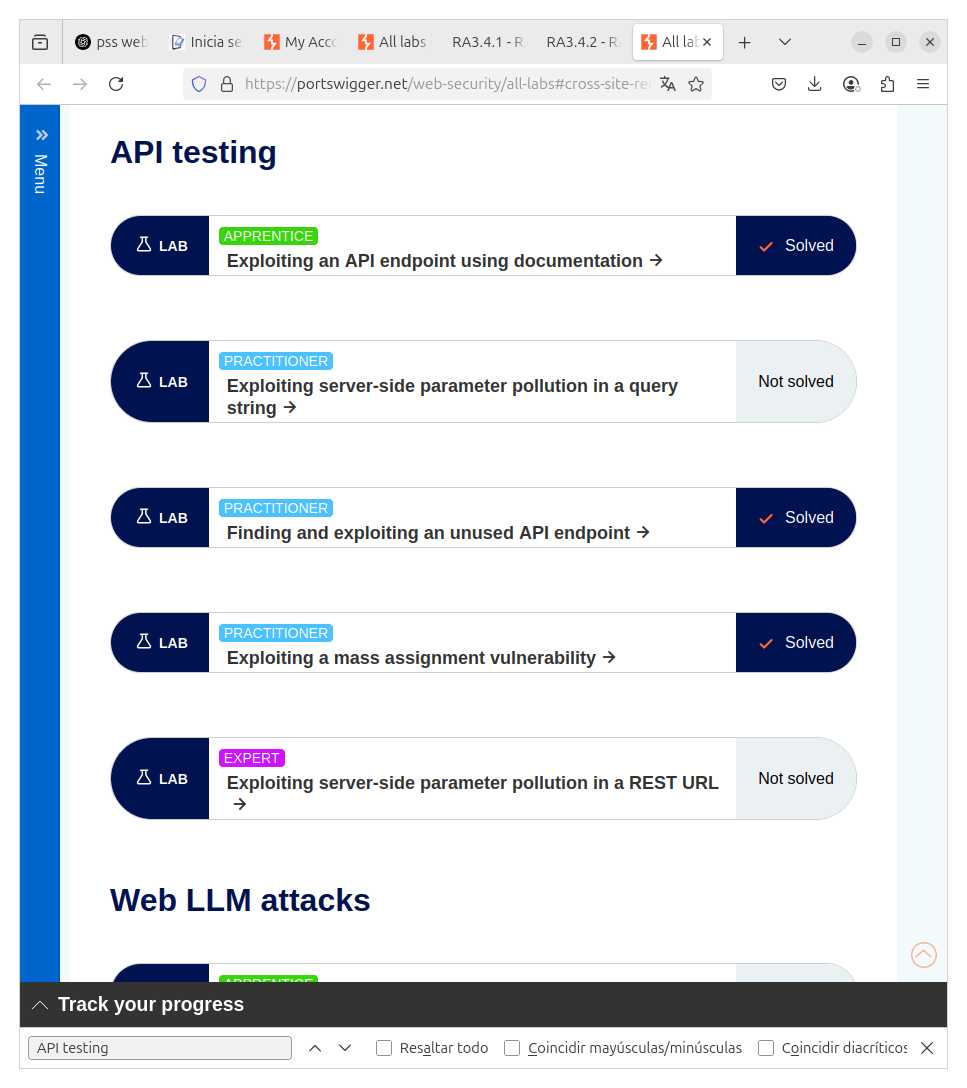 pss web
Inicia se
My Acc
All labs
RA3.4.1 - R
RA3.4.2 - R
All la
https://portswigger.net/web-security/all-labs#cross-site-re
Menu
API testing
LAB
APPRENTICE
Exploiting an API endpoint using documentation →
Solved
LAB
PRACTITIONER
Exploiting server-side parameter pollution in a query
string →
Not solved
LAB
PRACTITIONER
Finding and exploiting an unused API endpoint →
Solved
LAB
PRACTITIONER
Exploiting a mass assignment vulnerability →
Solved
LAB
EXPERT
Exploiting server-side parameter pollution in a REST URL
→
Not solved
Web LLM attacks
APPRENTICE
Track your progress
API testing
Resaltar todo
Coincidir mayúsculas/minúsculas
Coincidir diacríticos